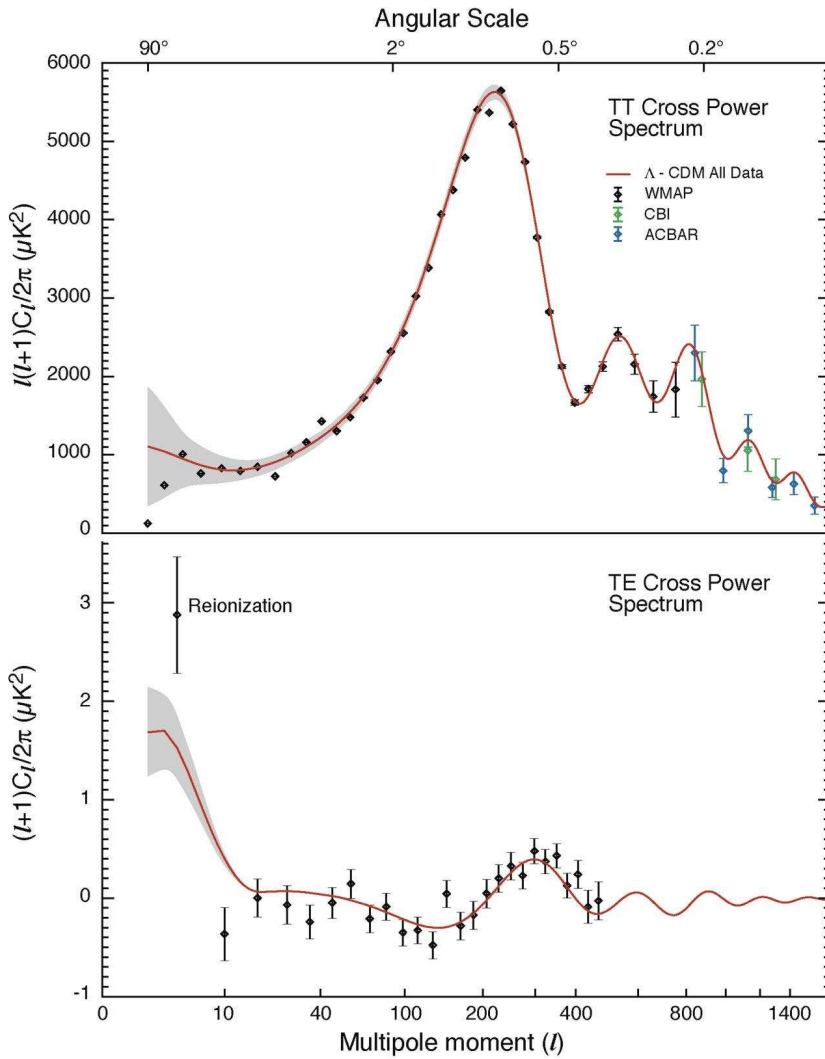 Angular Scale
90° 2° 0.5° 0.2°
6000
5000
4000
3000
2000
1000
0
l(l+1)Cl/2π (μK²)
TT Cross Power
Spectrum
Λ - CDM All Data
WMAP
CBI
ACBAR
TE Cross Power
Spectrum
Reionization
3
2
1
0
-1
(l+1)Cl/2π (μK²)
0 10 40 100 200 400 800 1400
Multipole moment (l)